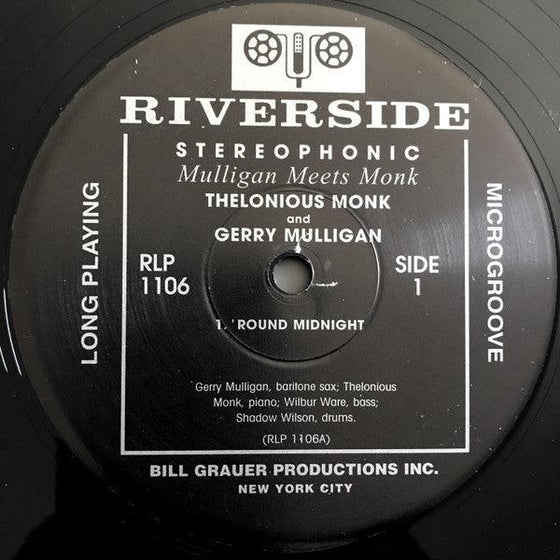 RIVERSIDE
STEREOPHONIC
Mulligan Meets Monk
THELONIOUS MONK
and
GERRY MULLIGAN
LONG PLAYING
RLP
1106
SIDE
1
MICROGROOVE
1. 'ROUND MIDNIGHT
Gerry Mulligan, baritone sax; Thelonious
Monk, piano; Wilbur Ware, bass;
Shadow Wilson, drums.
(RLP 1106A)
BILL GRAUER PRODUCTIONS INC.
NEW YORK CITY